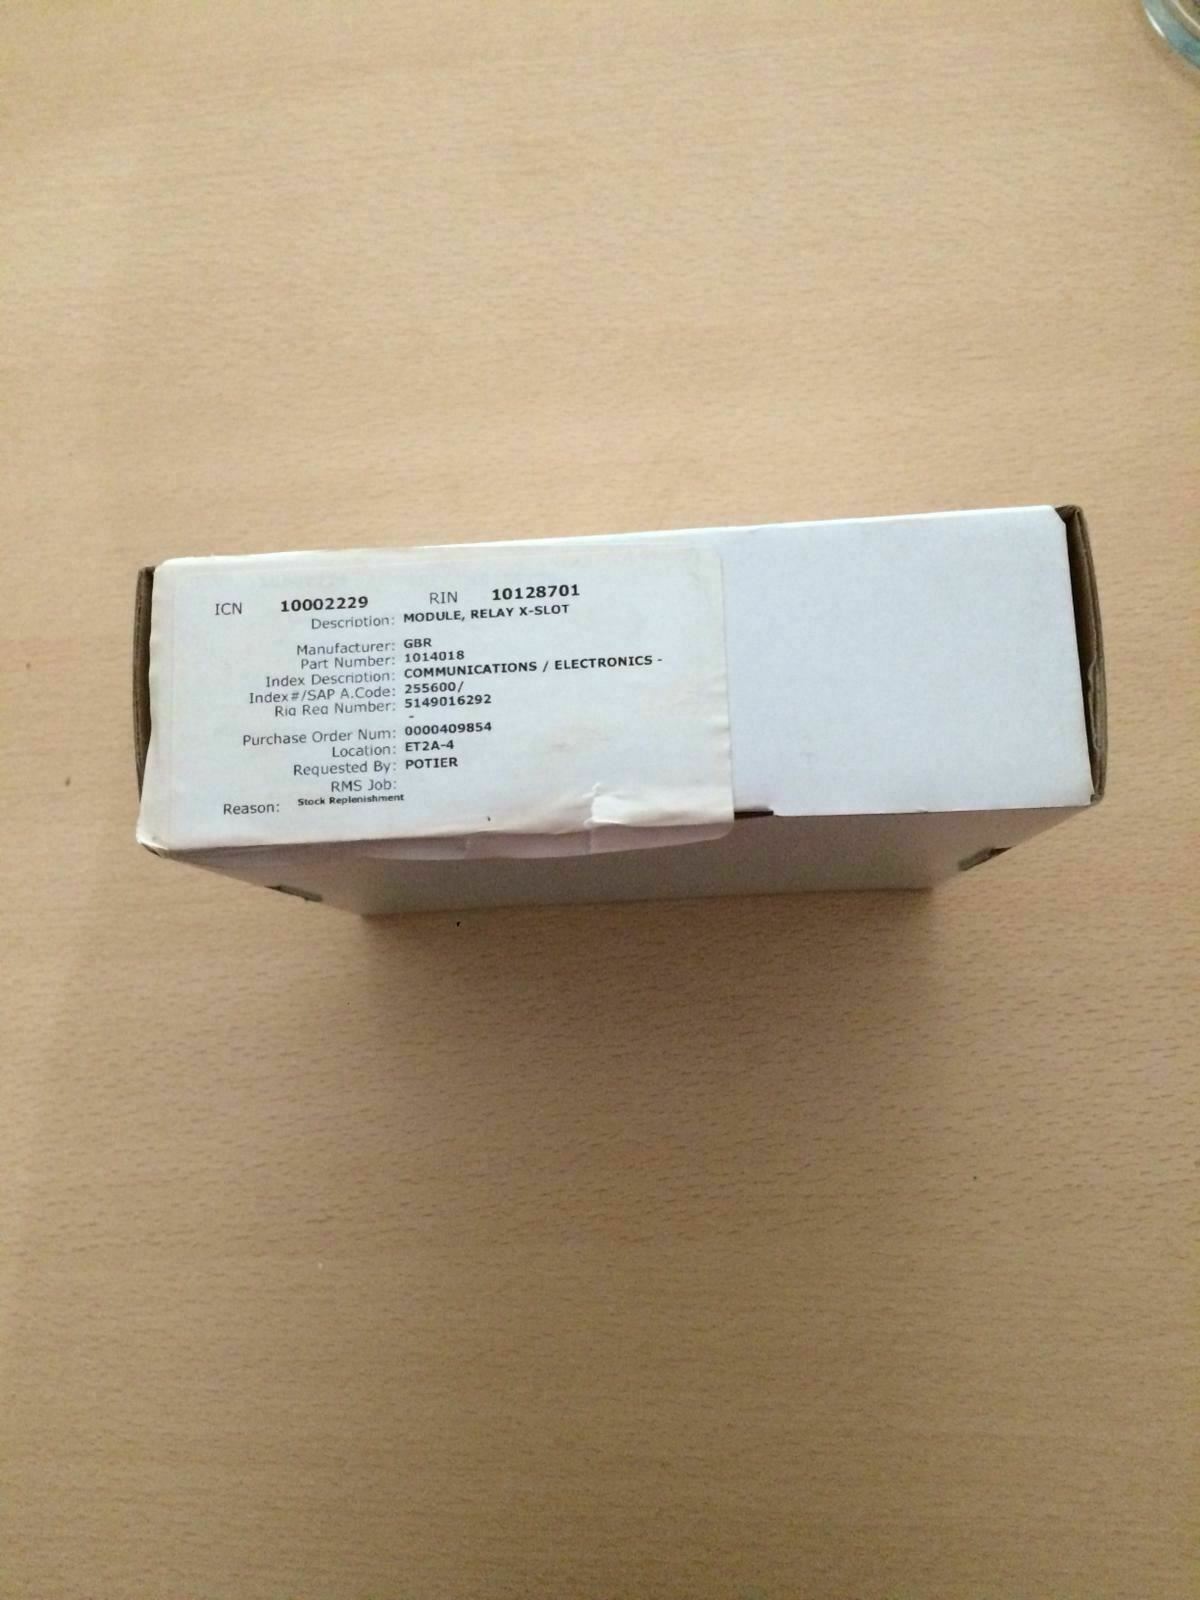 ICN 10002229 RIN 10128701
Description: MODULE, RELAY X-SLOT
Manufacturer: GBR
Part Number: 1014018
Index Description: COMMUNICATIONS / ELECTRONICS -
Index#/SAP A.Code: 255600/
Rig Req Number: 5149016292
-
Purchase Order Num: 0000409854
Location: ET2A-4
Requested By: POTIER
RMS Job:
Reason: Stock Replenishment